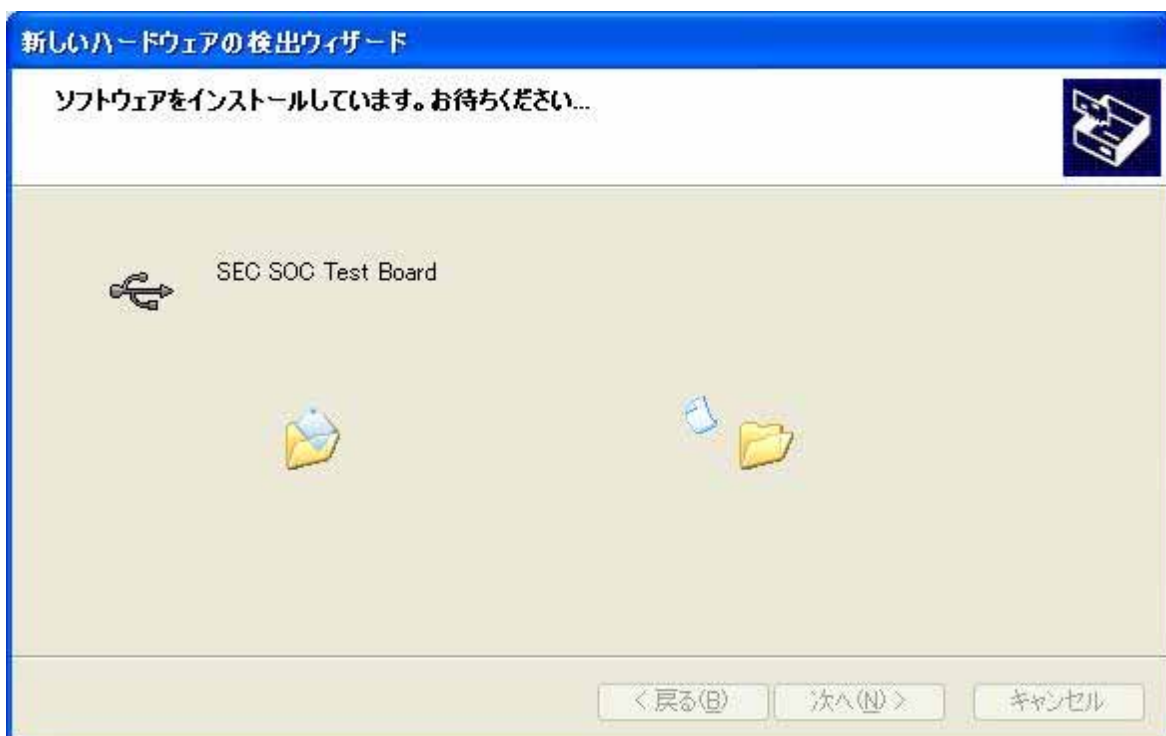 新しいハードウェアの検出ウィザード
ソフトウェアをインストールしています。お待ちください...
SEC SOC Test Board
< 戻る(B)
次へ(N) >
キャンセル